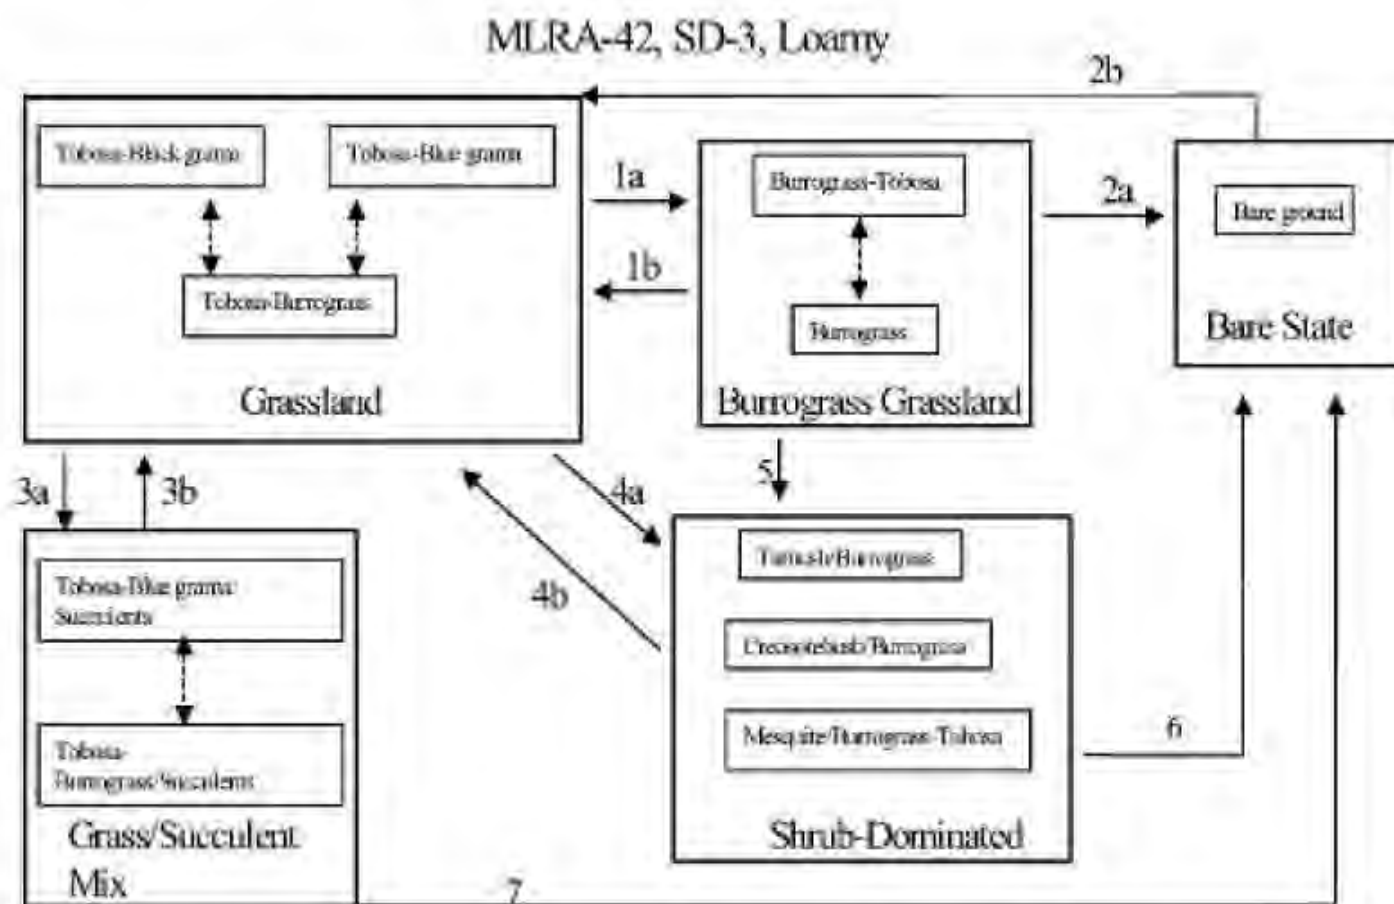 MLRA-42, SD-3, Loamy
2b
Tobosa-Black grama
Tobosa-Blue grama
1a
Burrograss-Tobosa
2a
Bare ground
1b
Tobosa-Burrograss
Burrograss
Bare State
Grassland
Burrograss Grassland
3a
3b
4a
5
Tarbush/Burrograss
Tobosa-Blue grama/
Succulents
4b
Creosotebush/Burrograss
Mesquite/Burrograss-Tobosa
6
Tobosa-
Burrograss/Succulents
Shrub-Dominated
Grass/Succulent
Mix
7